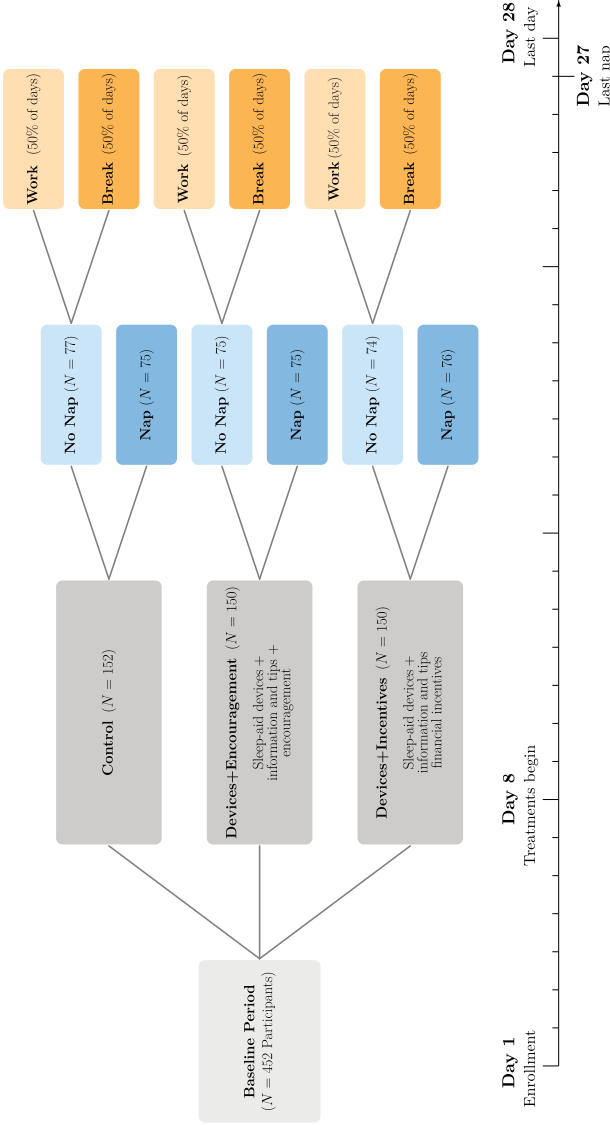 Baseline Period
(N = 452 Participants)
Control (N = 152)
Devices+Encouragement (N = 150)
Sleep-aid devices +
information and tips +
encouragement
Devices+Incentives (N = 150)
Sleep-aid devices +
information and tips
financial incentives
No Nap (N = 77)
Nap (N = 75)
No Nap (N = 75)
Nap (N = 75)
No Nap (N = 74)
Nap (N = 76)
Work (50% of days)
Break (50% of days)
Work (50% of days)
Break (50% of days)
Work (50% of days)
Break (50% of days)
Day 1
Enrollment
Day 8
Treatments begin
Day 28
Last day
Day 27
Last nap